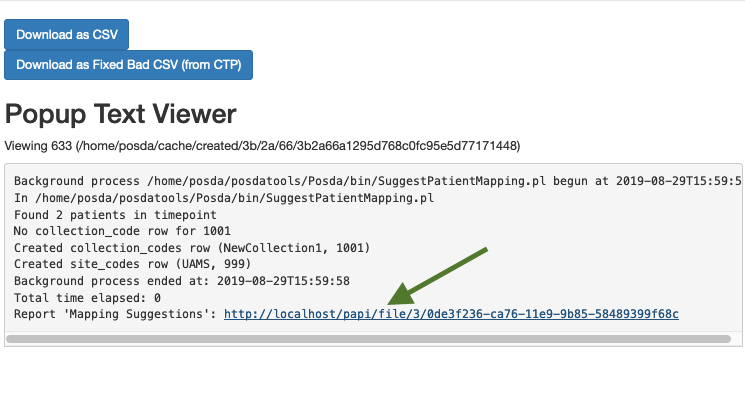 Download as CSV
Download as Fixed Bad CSV (from CTP)
Popup Text Viewer
Viewing 633 (/home/posda/cache/created/3b/2a/66/3b2a66a1295d768c0fc95e5d77171448)
Background process /home/posda/posdatools/Posda/bin/SuggestPatientMapping.pl begun at 2019-08-29T15:59:5
In /home/posda/posdatools/Posda/bin/SuggestPatientMapping.pl
Found 2 patients in timepoint
No collection_code row for 1001
Created collection_codes row (NewCollection1, 1001)
Created site_codes row (UAMS, 999)
Background process ended at: 2019-08-29T15:59:58
Total time elapsed: 0
Report 'Mapping Suggestions': http://localhost/papi/file/3/0de3f236-ca76-11e9-9b85-58489399f68c